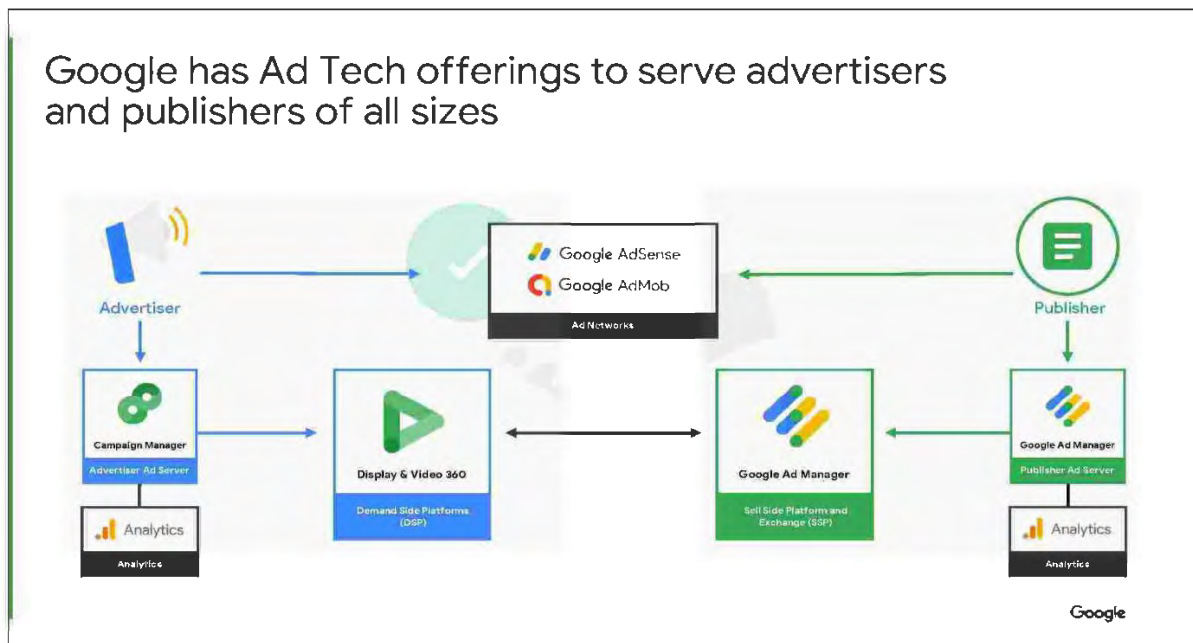 Google has Ad Tech offerings to serve advertisers
and publishers of all sizes
Google AdSense
Google AdMob
Ad Networks
Advertiser
Publisher
Campaign Manager
Advertiser Ad Server
Analytics
Analytics
Display & Video 360
Demand Side Platforms
(DSP)
Google Ad Manager
Sell Side Platform and
Exchange (SSP)
Google Ad Manager
Publisher Ad Server
Analytics
Analytics
Google